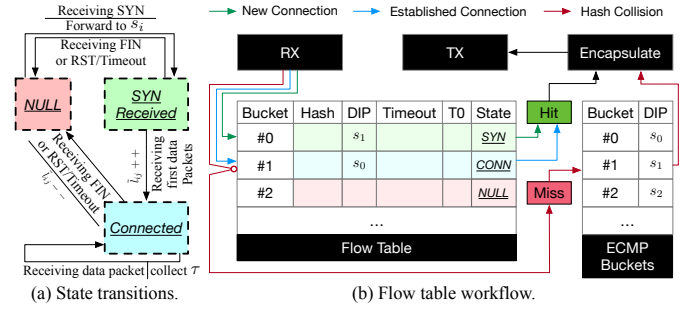 Receiving SYN
Forward to s_i
Receiving FIN
or RST/Timeout
NULL
SYN
Received
Receiving FIN
or RST/Timeout
l̃_ij − −
l̃_ij + +
Receiving
first data
Packets
Connected
Receiving data packet collect τ
(a) State transitions.
New Connection Established Connection Hash Collision
RX TX Encapsulate
Bucket Hash DIP Timeout T0 State
#0 s_1 SYN
#1 s_0 CONN
#2 NULL
...
Flow Table
Hit
Miss
Bucket DIP
#0 s_0
#1 s_1
#2 s_2
...
ECMP
Buckets
(b) Flow table workflow.